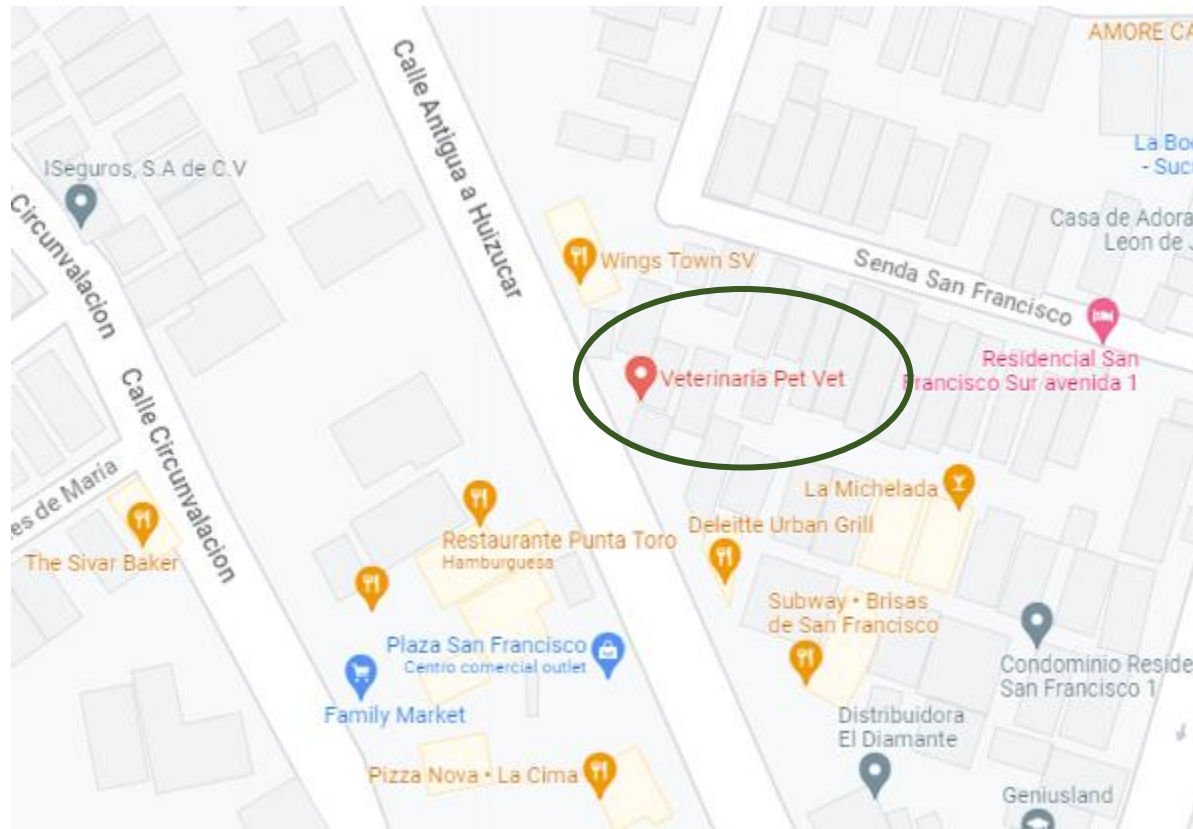 AMORE CA
Calle Antigua a Huizucar
La Boo
- Suc
ISeguros, S.A de C.V
Circunvalacion
Casa de Adora
Leon de J
Wings Town SV
Senda San Francisco
Residencial San
Francisco Sur avenida 1
Veterinaria Pet Vet
Calle Circunvalacion
es de Maria
La Michelada
The Sivar Baker
Restaurante Punta Toro
Hamburguesa
Deleitte Urban Grill
Subway • Brisas
de San Francisco
Plaza San Francisco
Centro comercial outlet
Condominio Reside
San Francisco 1
Family Market
Distribuidora
El Diamante
Pizza Nova • La Cima
Geniusland